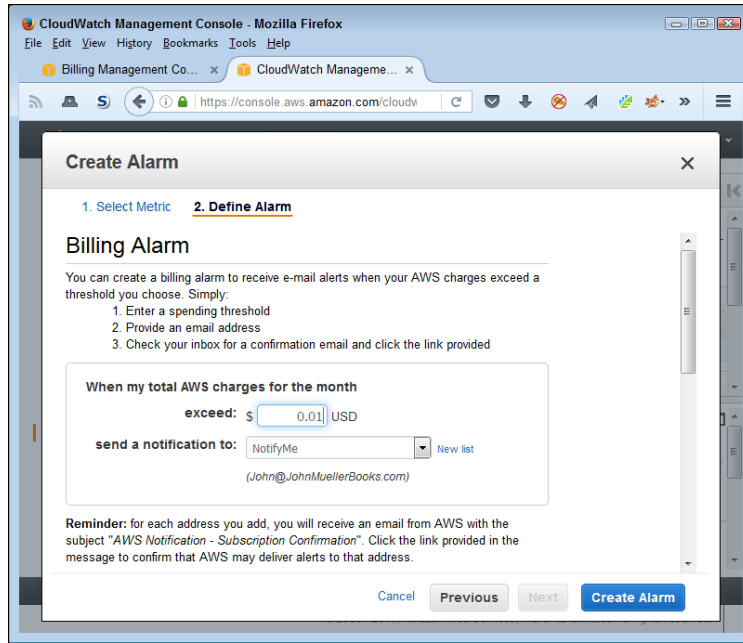 CloudWatch Management Console - Mozilla Firefox
File Edit View History Bookmarks Tools Help
Billing Management Co... × CloudWatch Manageme... ×
https://console.aws.amazon.com/cloudw
Create Alarm
1. Select Metric 2. Define Alarm
Billing Alarm
You can create a billing alarm to receive e-mail alerts when your AWS charges exceed a
threshold you choose. Simply:
1. Enter a spending threshold
2. Provide an email address
3. Check your inbox for a confirmation email and click the link provided
When my total AWS charges for the month
exceed: $ 0.01 USD
send a notification to: NotifyMe New list
(John@JohnMuellerBooks.com)
Reminder: for each address you add, you will receive an email from AWS with the
subject "AWS Notification - Subscription Confirmation". Click the link provided in the
message to confirm that AWS may deliver alerts to that address.
Cancel Previous Next Create Alarm